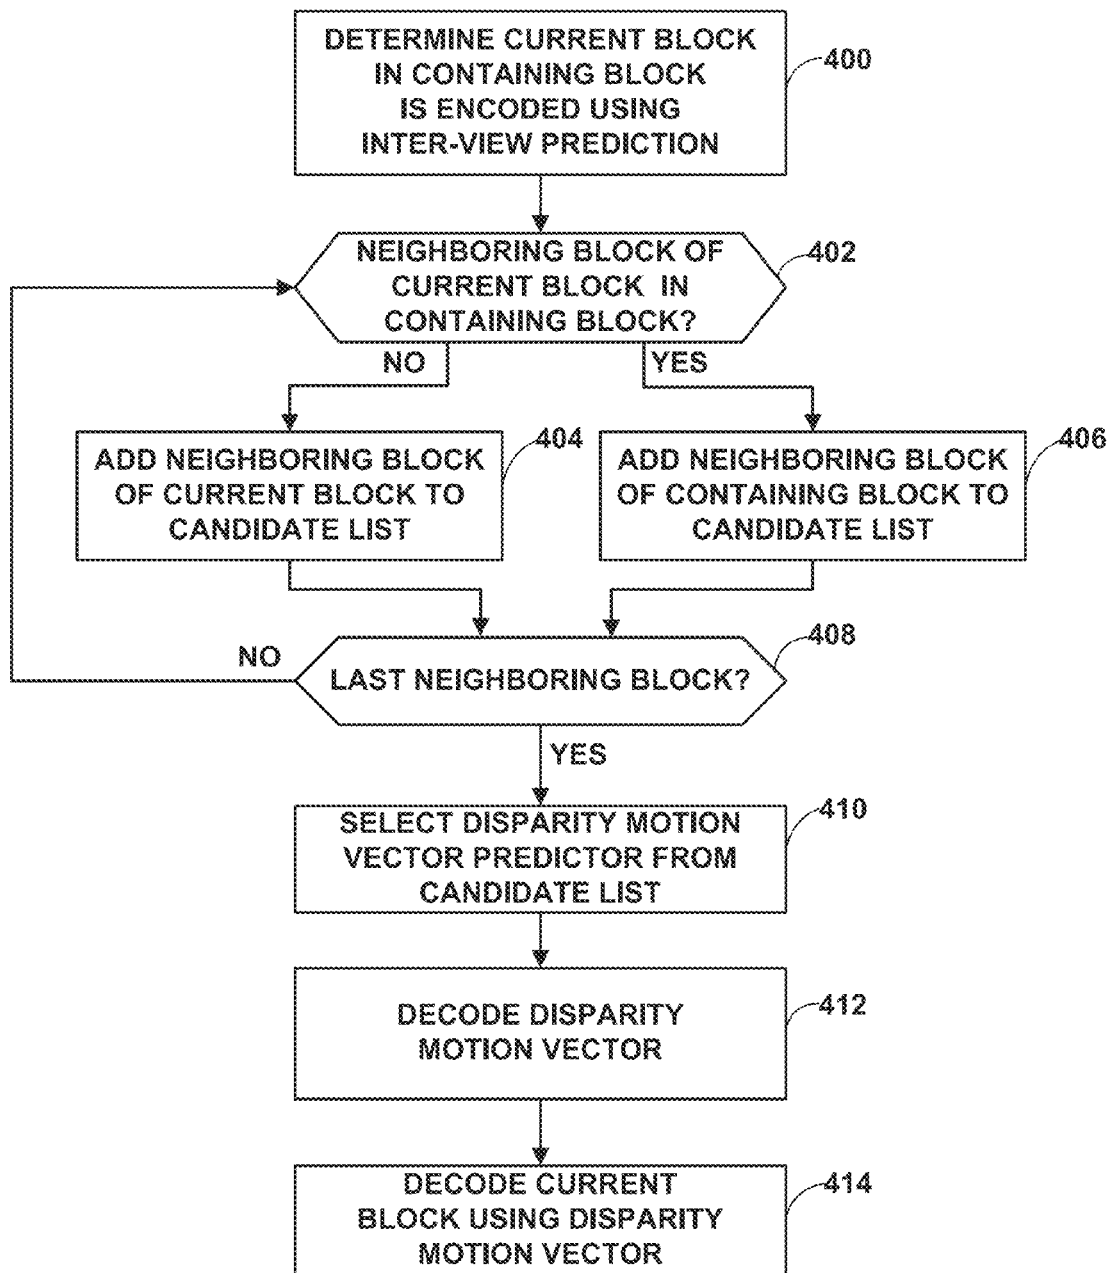 DETERMINE CURRENT BLOCK
IN CONTAINING BLOCK
IS ENCODED USING
INTER-VIEW PREDICTION
400
NEIGHBORING BLOCK OF
CURRENT BLOCK IN
CONTAINING BLOCK?
402
NO
YES
ADD NEIGHBORING BLOCK
OF CURRENT BLOCK TO
CANDIDATE LIST
404
ADD NEIGHBORING BLOCK
OF CONTAINING BLOCK TO
CANDIDATE LIST
406
NO
LAST NEIGHBORING BLOCK?
408
YES
SELECT DISPARITY MOTION
VECTOR PREDICTOR FROM
CANDIDATE LIST
410
DECODE DISPARITY
MOTION VECTOR
412
DECODE CURRENT
BLOCK USING DISPARITY
MOTION VECTOR
414